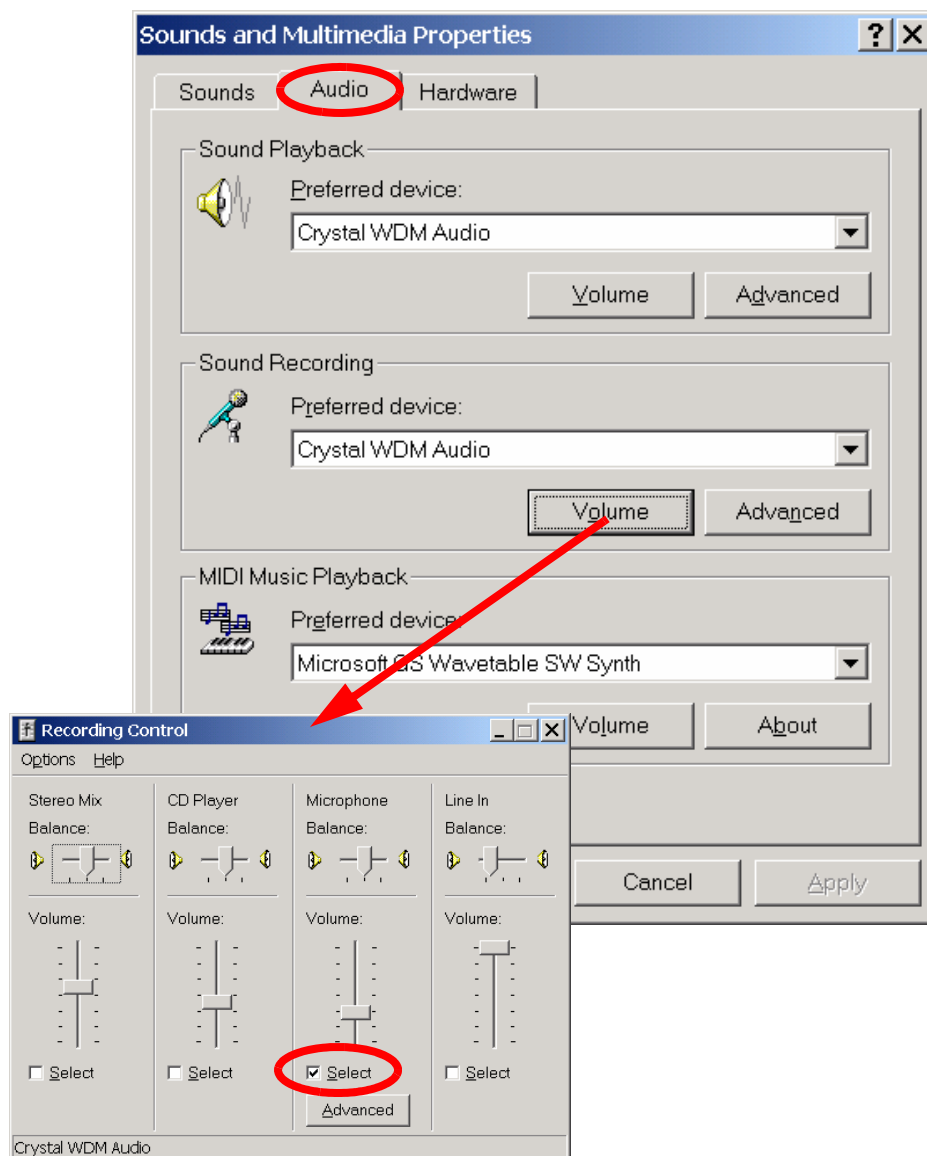 Sounds and Multimedia Properties
Sounds Audio Hardware
Sound Playback
Preferred device:
Crystal WDM Audio
Volume Advanced
Sound Recording
Preferred device:
Crystal WDM Audio
Volume Advanced
MIDI Music Playback
Preferred device:
Microsoft GS Wavetable SW Synth
Volume About
Cancel Apply
Recording Control
Options Help
Stereo Mix CD Player Microphone Line In
Balance: Balance: Balance: Balance:
Volume: Volume: Volume: Volume:
Select Select Select Select
Advanced
Crystal WDM Audio